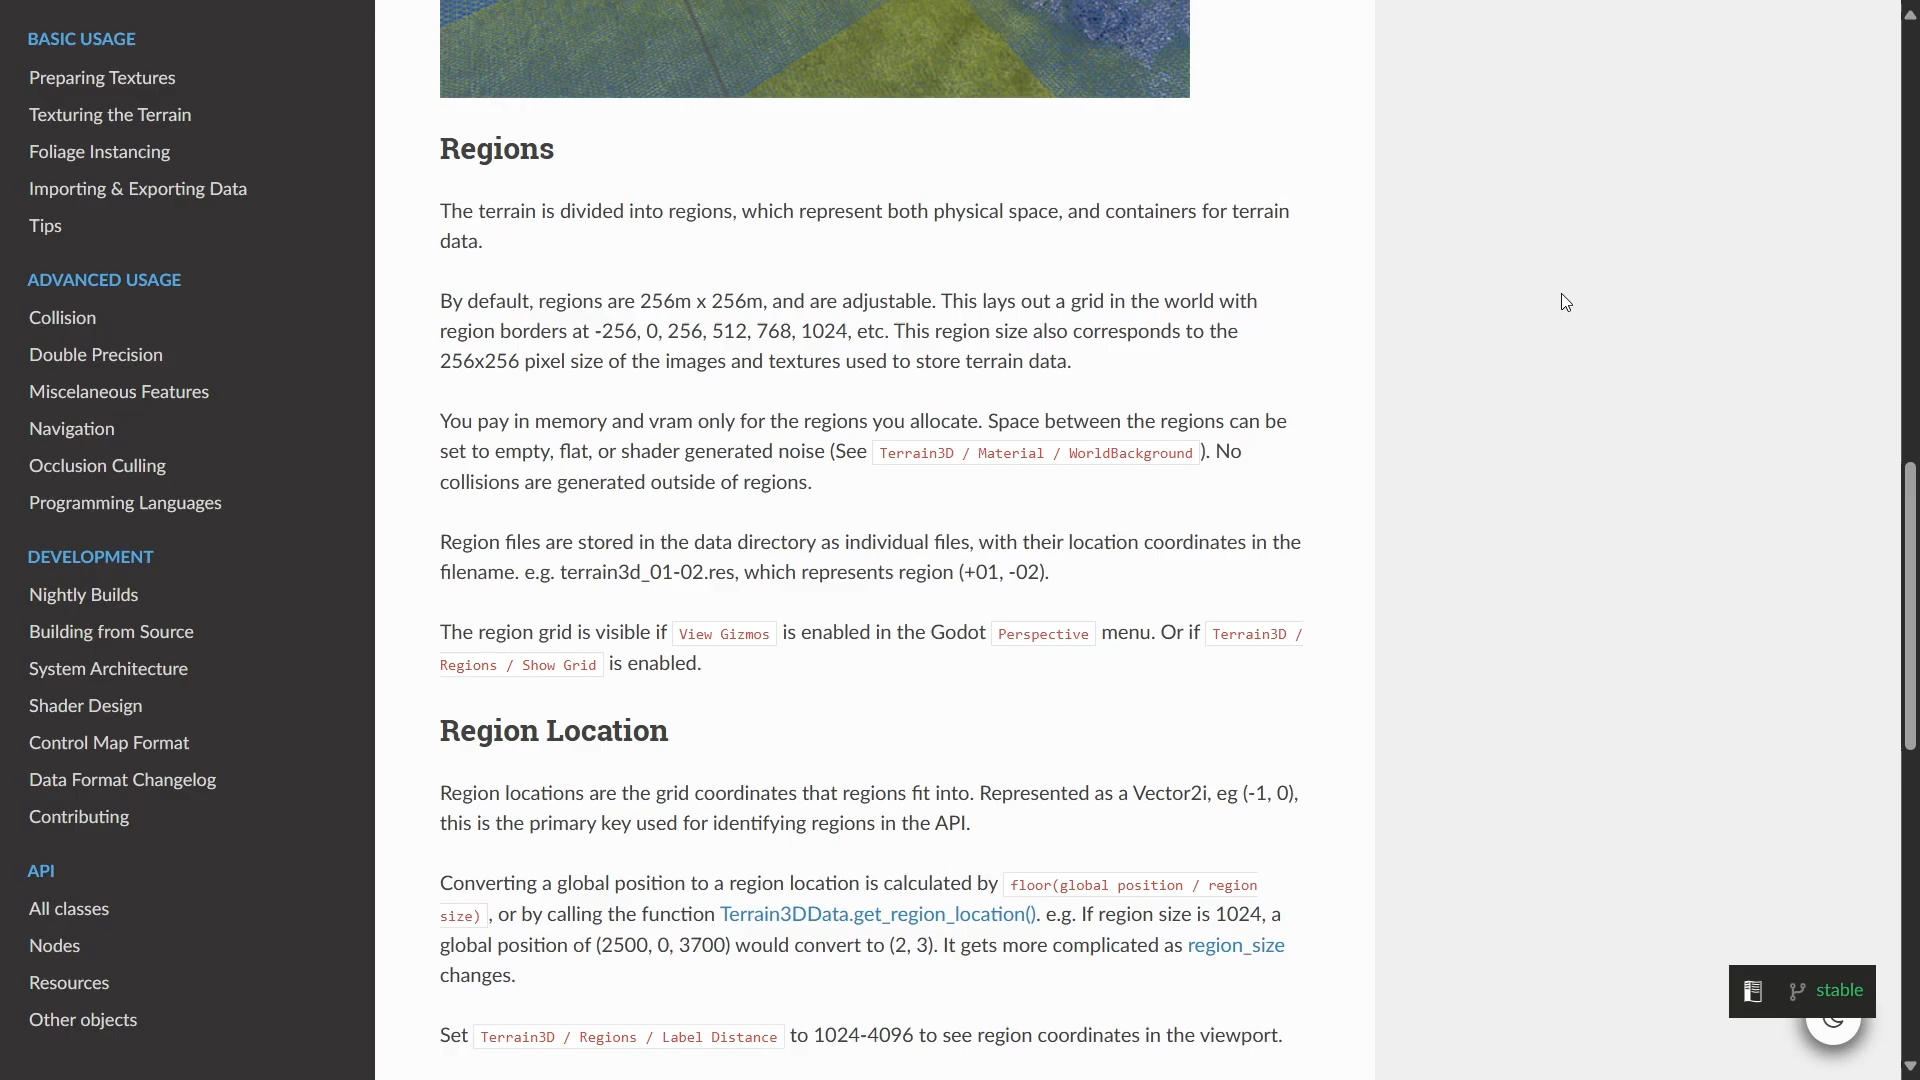 BASIC USAGE
Preparing Textures
Texturing the Terrain
Foliage Instancing
Importing & Exporting Data
Tips
ADVANCED USAGE
Collision
Double Precision
Miscelaneous Features
Navigation
Occlusion Culling
Programming Languages
DEVELOPMENT
Nightly Builds
Building from Source
System Architecture
Shader Design
Control Map Format
Data Format Changelog
Contributing
API
All classes
Nodes
Resources
Other objects
Regions
The terrain is divided into regions, which represent both physical space, and containers for terrain
data.
By default, regions are 256m x 256m, and are adjustable. This lays out a grid in the world with
region borders at -256, 0, 256, 512, 768, 1024, etc. This region size also corresponds to the
256x256 pixel size of the images and textures used to store terrain data.
You pay in memory and vram only for the regions you allocate. Space between the regions can be
set to empty, flat, or shader generated noise (See Terrain3D / Material / WorldBackground). No
collisions are generated outside of regions.
Region files are stored in the data directory as individual files, with their location coordinates in the
filename. e.g. terrain3d_01-02.res, which represents region (+01, -02).
The region grid is visible if View Gizmos is enabled in the Godot Perspective menu. Or if Terrain3D /
Regions / Show Grid is enabled.
Region Location
Region locations are the grid coordinates that regions fit into. Represented as a Vector2i, eg (-1, 0),
this is the primary key used for identifying regions in the API.
Converting a global position to a region location is calculated by floor(global position / region
size), or by calling the function Terrain3DData.get_region_location(). e.g. If region size is 1024, a
global position of (2500, 0, 3700) would convert to (2, 3). It gets more complicated as region_size
changes.
Set Terrain3D / Regions / Label Distance to 1024-4096 to see region coordinates in the viewport.
stable